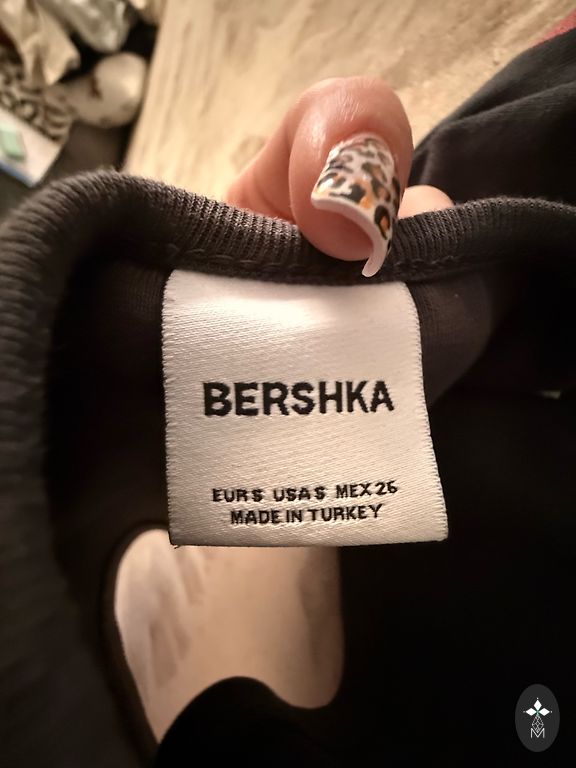 BERSHKA
EUR S USA S MEX 26
MADE IN TURKEY
M